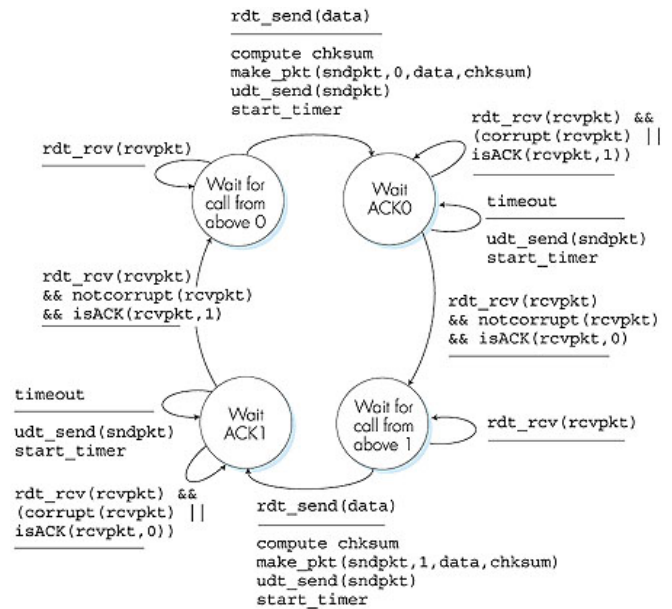 rdt_send(data)
compute chksum
make_pkt(sndpkt,0,data,chksum)
udt_send(sndpkt)
start_timer
rdt_rcv(rcvpkt)
Wait for
call from
above 0
Wait
ACK0
rdt_rcv(rcvpkt) &&
(corrupt(rcvpkt) ||
isACK(rcvpkt,1))
timeout
udt_send(sndpkt)
start_timer
rdt_rcv(rcvpkt)
&& notcorrupt(rcvpkt)
&& isACK(rcvpkt,1)
rdt_rcv(rcvpkt)
&& notcorrupt(rcvpkt)
&& isACK(rcvpkt,0)
timeout
udt_send(sndpkt)
start_timer
Wait
ACK1
Wait for
call from
above 1
rdt_rcv(rcvpkt)
rdt_rcv(rcvpkt) &&
(corrupt(rcvpkt) ||
isACK(rcvpkt,0))
rdt_send(data)
compute chksum
make_pkt(sndpkt,1,data,chksum)
udt_send(sndpkt)
start_timer